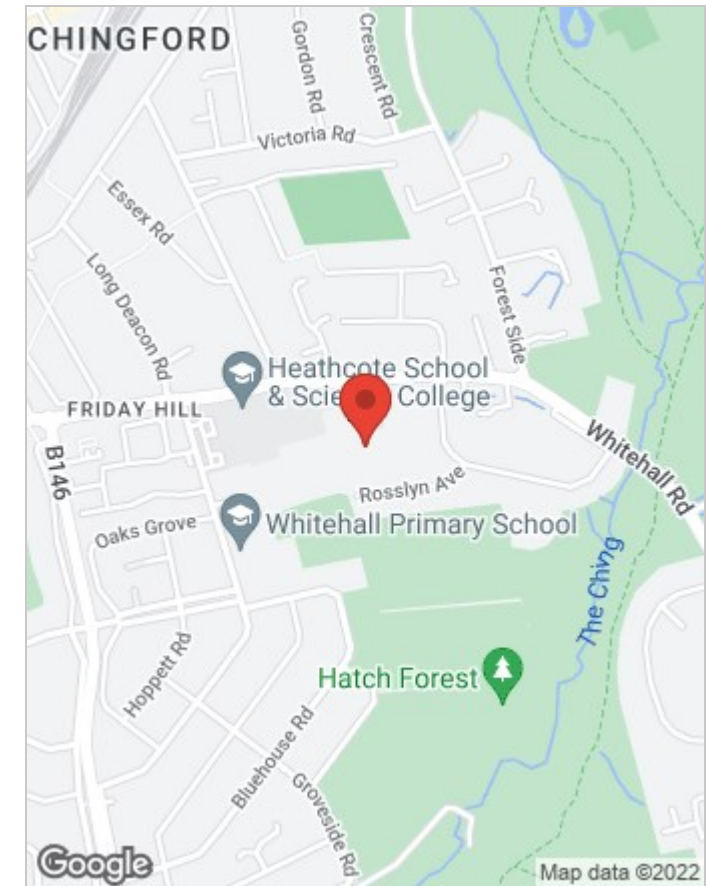 CHINGFORD
Gordon Rd
Crescent Rd
Victoria Rd
Essex Rd
Long Deacon Rd
Forest Side
Heathcote School
& Scie College
FRIDAY HILL
B146
Whitehall Rd
Rosslyn Ave
Oaks Grove
Whitehall Primary School
The Ching
Hoppett Rd
Hatch Forest
Bluehouse Rd
Groveside Rd
Google
Map data ©2022